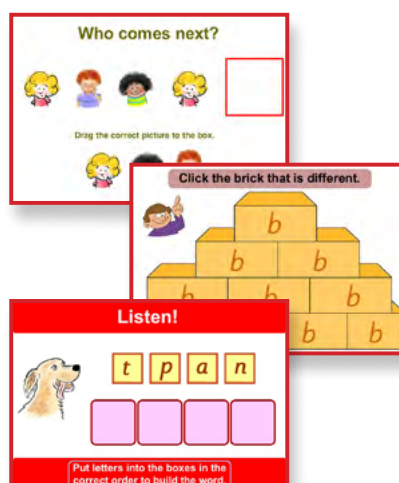 Who comes next?
Drag the correct picture to the box.
Click the brick that is different.
b
b b
b b b
b b
Listen!
t p a n
Put letters into the boxes in the
correct order to build the word.